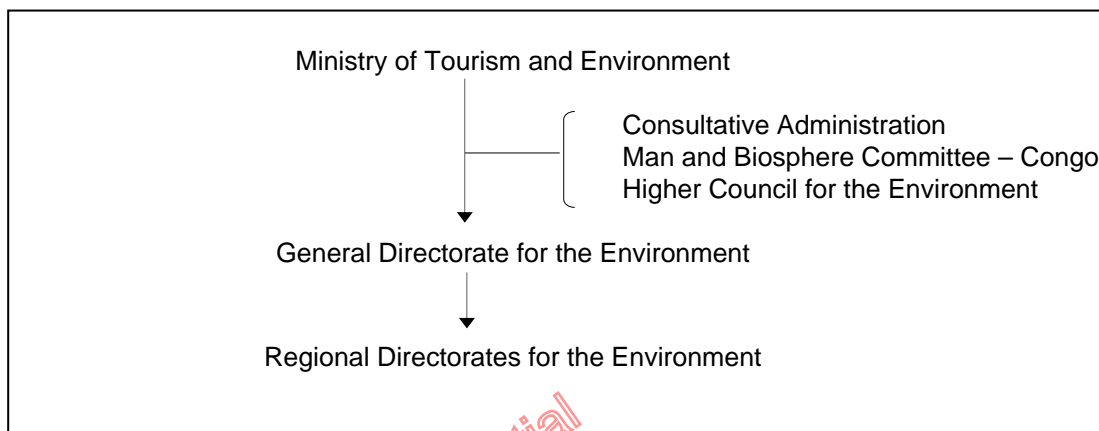 Ministry of Tourism and Environment
Consultative Administration
Man and Biosphere Committee – Congo
Higher Council for the Environment
General Directorate for the Environment
Regional Directorates for the Environment